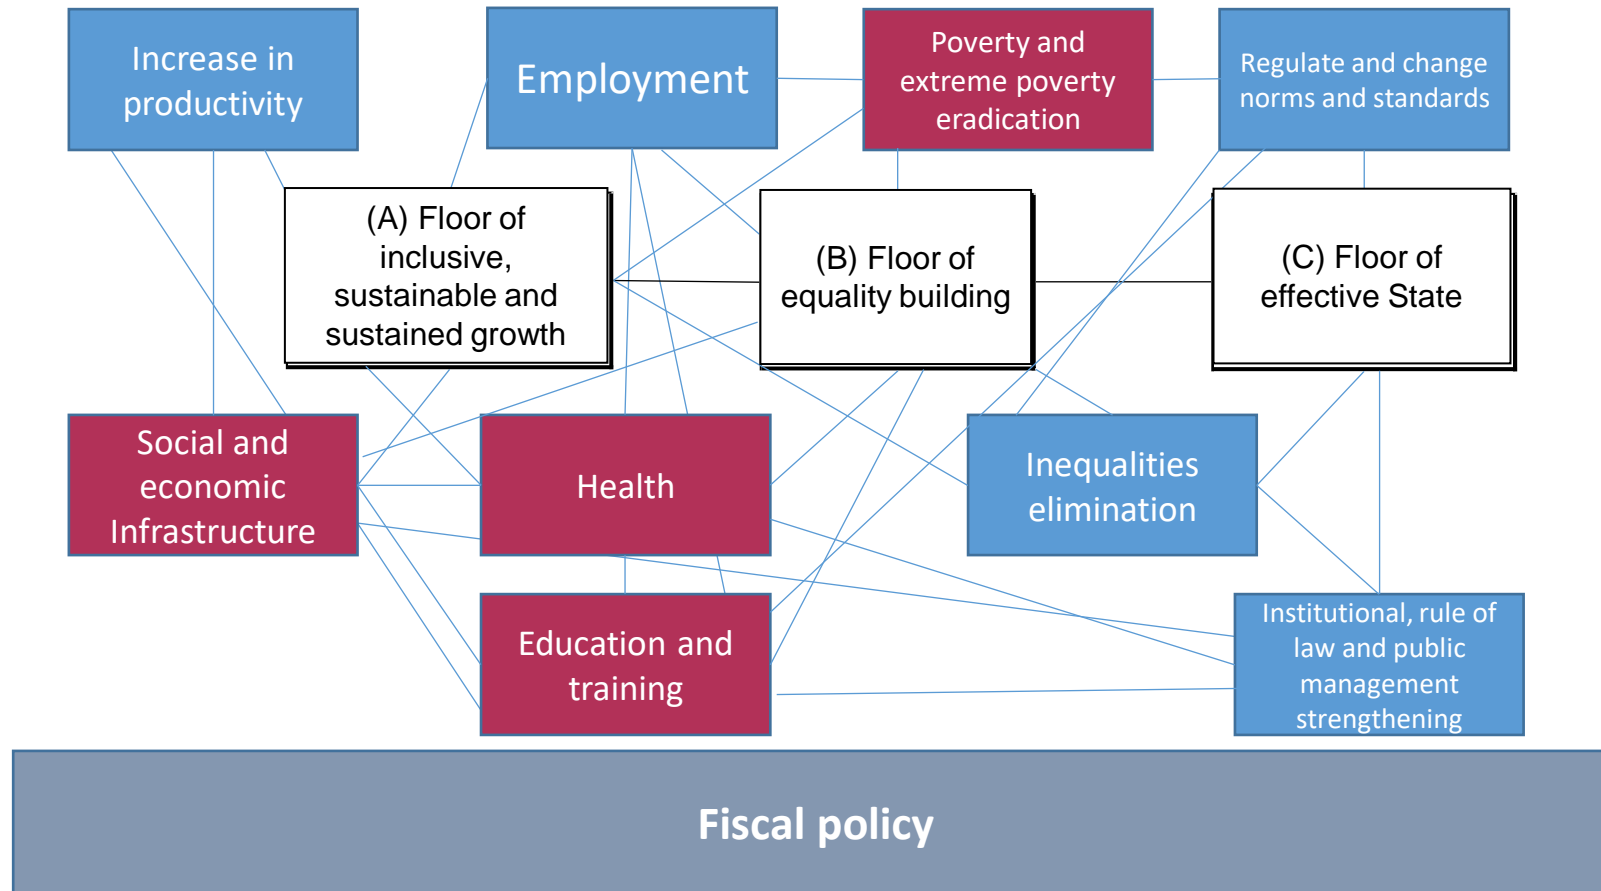 Increase in
productivity
Employment
Poverty and
extreme poverty
eradication
Regulate and change
norms and standards
(A) Floor of
inclusive,
sustainable and
sustained growth
(B) Floor of
equality building
(C) Floor of
effective State
Social and
economic
Infrastructure
Health
Inequalities
elimination
Education and
training
Institutional, rule of
law and public
management
strengthening
Fiscal policy